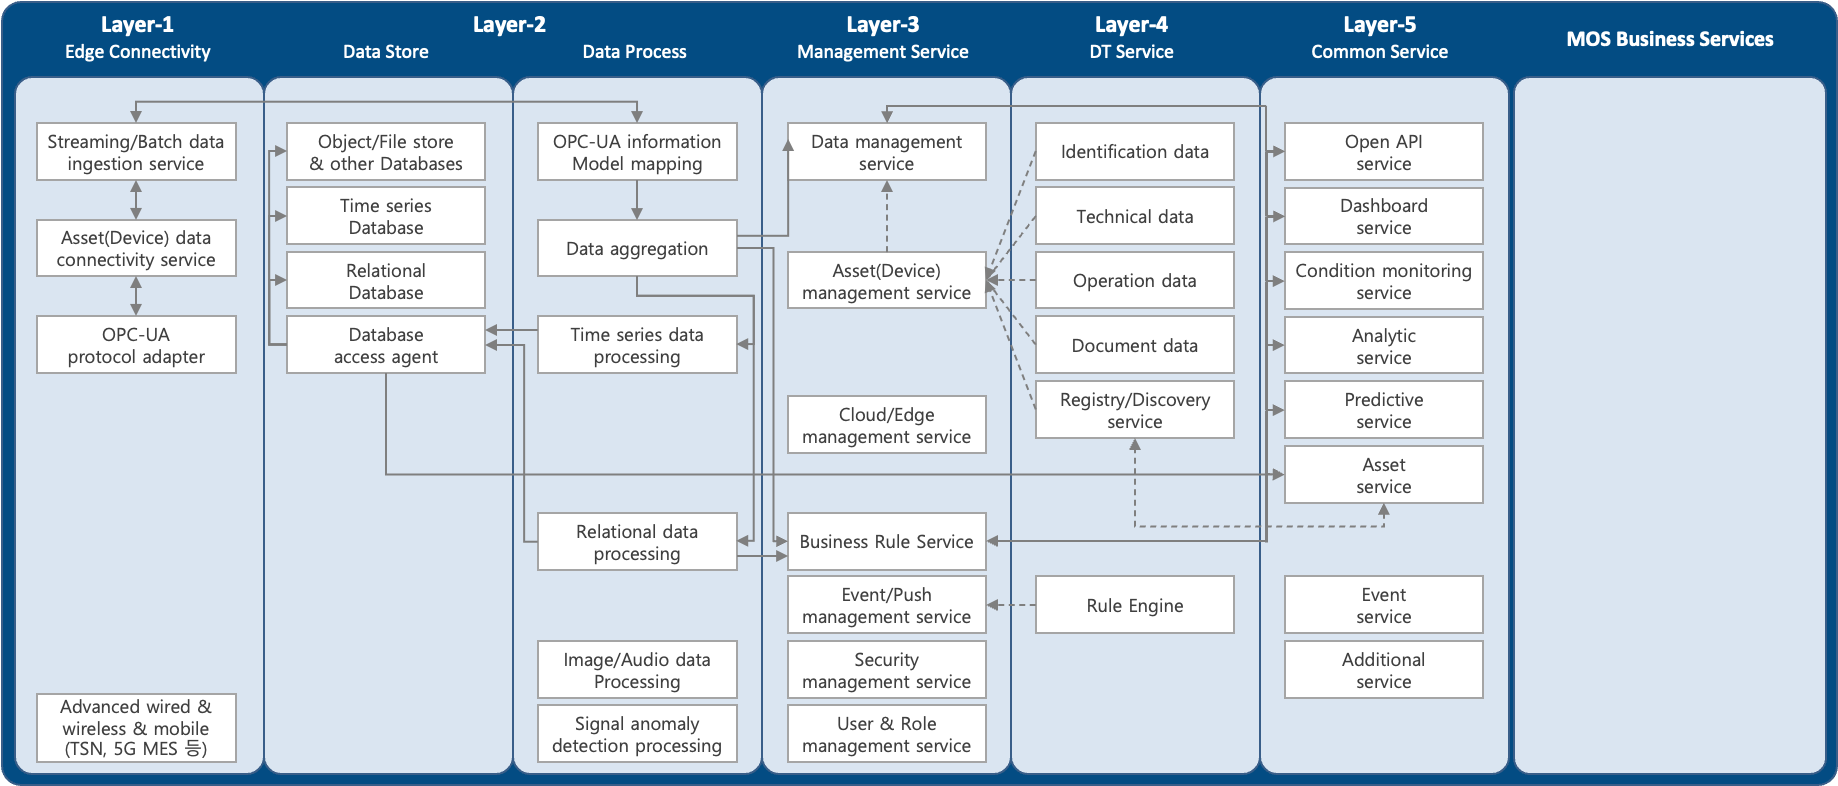 Layer-1
Edge Connectivity
Layer-2
Data Store
Data Process
Layer-3
Management Service
Layer-4
DT Service
Layer-5
Common Service
MOS Business Services
Streaming/Batch data
ingestion service
Asset(Device) data
connectivity service
OPC-UA
protocol adapter
Advanced wired &
wireless & mobile
(TSN, 5G MES 등)
Object/File store
& other Databases
Time series
Database
Relational
Database
Database
access agent
OPC-UA information
Model mapping
Data aggregation
Time series data
processing
Relational data
processing
Image/Audio data
Processing
Signal anomaly
detection processing
Data management
service
Asset(Device)
management service
Cloud/Edge
management service
Business Rule Service
Event/Push
management service
Security
management service
User & Role
management service
Identification data
Technical data
Operation data
Document data
Registry/Discovery
service
Rule Engine
Open API
service
Dashboard
service
Condition monitoring
service
Analytic
service
Predictive
service
Asset
service
Event
service
Additional
service